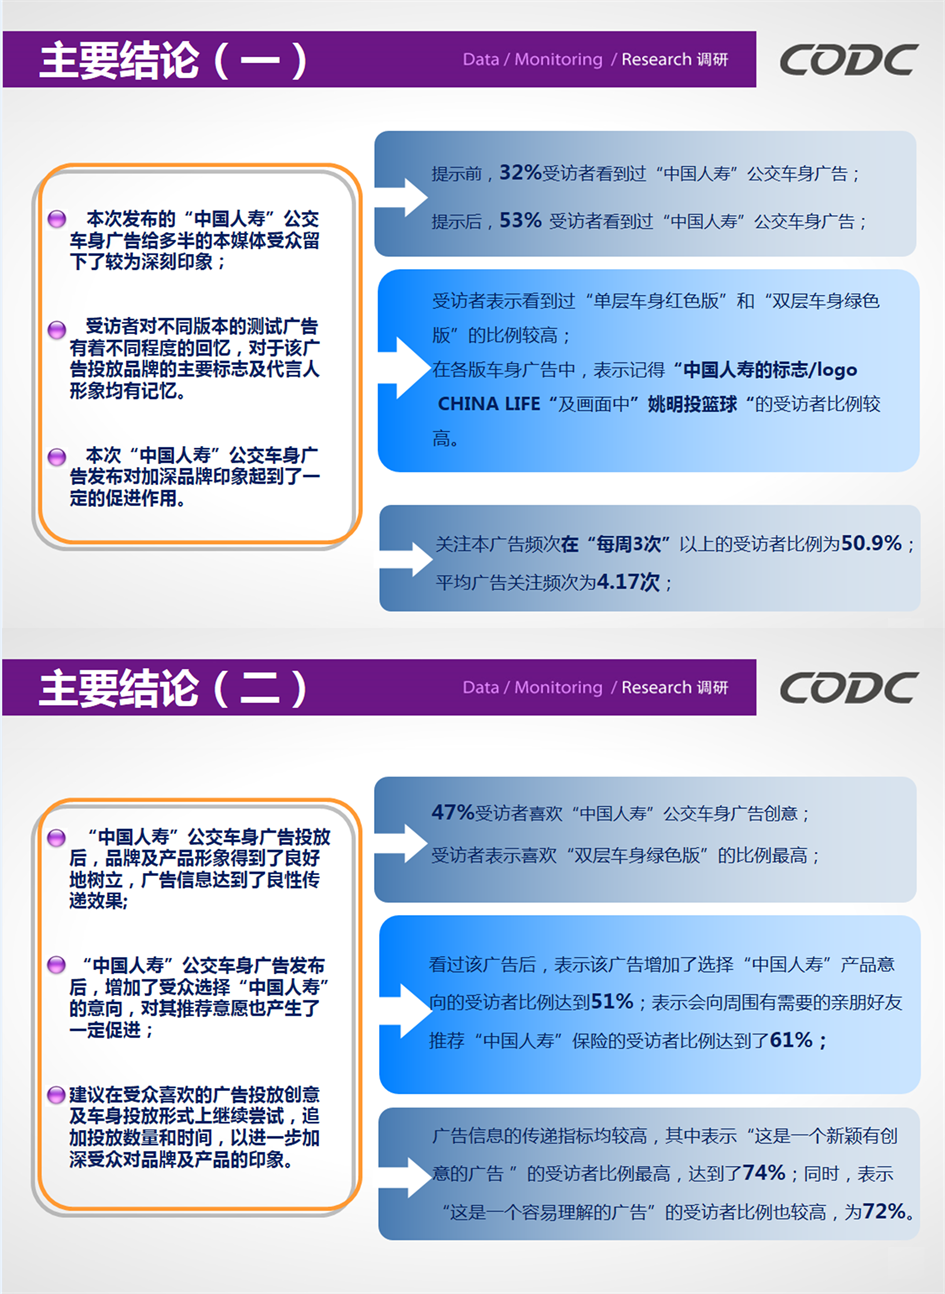 主要结论（一）
Data / Monitoring / Research 调研
CODC
本次发布的“中国人寿”公交
车身广告给多半的本媒体受众留
下了较为深刻印象；
受访者对不同版本的测试广告
有着不同程度的回忆，对于该广
告投放品牌的主要标志及代言人
形象均有记忆。
本次“中国人寿”公交车身广
告发布对加深品牌印象起到了一
定的促进作用。
提示前，32%受访者看到过“中国人寿”公交车身广告；
提示后，53% 受访者看到过“中国人寿”公交车身广告；
受访者表示看到过“单层车身红色版”和“双层车身绿色
版”的比例较高；
在各版车身广告中，表示记得“中国人寿的标志/logo
CHINA LIFE“及画面中”姚明投篮球“的受访者比例较
高。
关注本广告频次在“每周3次”以上的受访者比例为50.9%；
平均广告关注频次为4.17次；
主要结论（二）
Data / Monitoring / Research 调研
CODC
“中国人寿”公交车身广告投放
后，品牌及产品形象得到了良好
地树立，广告信息达到了良性传
递效果;
“中国人寿”公交车身广告发布
后，增加了受众选择“中国人寿”
的意向，对其推荐意愿也产生了
一定促进；
建议在受众喜欢的广告投放创意
及车身投放形式上继续尝试，追
加投放数量和时间，以进一步加
深受众对品牌及产品的印象。
47%受访者喜欢“中国人寿”公交车身广告创意；
受访者表示喜欢“双层车身绿色版”的比例最高；
看过该广告后，表示该广告增加了选择“中国人寿”产品意
向的受访者比例达到51%；表示会向周围有需要的亲朋好友
推荐“中国人寿”保险的受访者比例达到了61%；
广告信息的传递指标均较高，其中表示“这是一个新颖有创
意的广告 ”的受访者比例最高，达到了74%；同时，表示
“这是一个容易理解的广告”的受访者比例也较高，为72%。